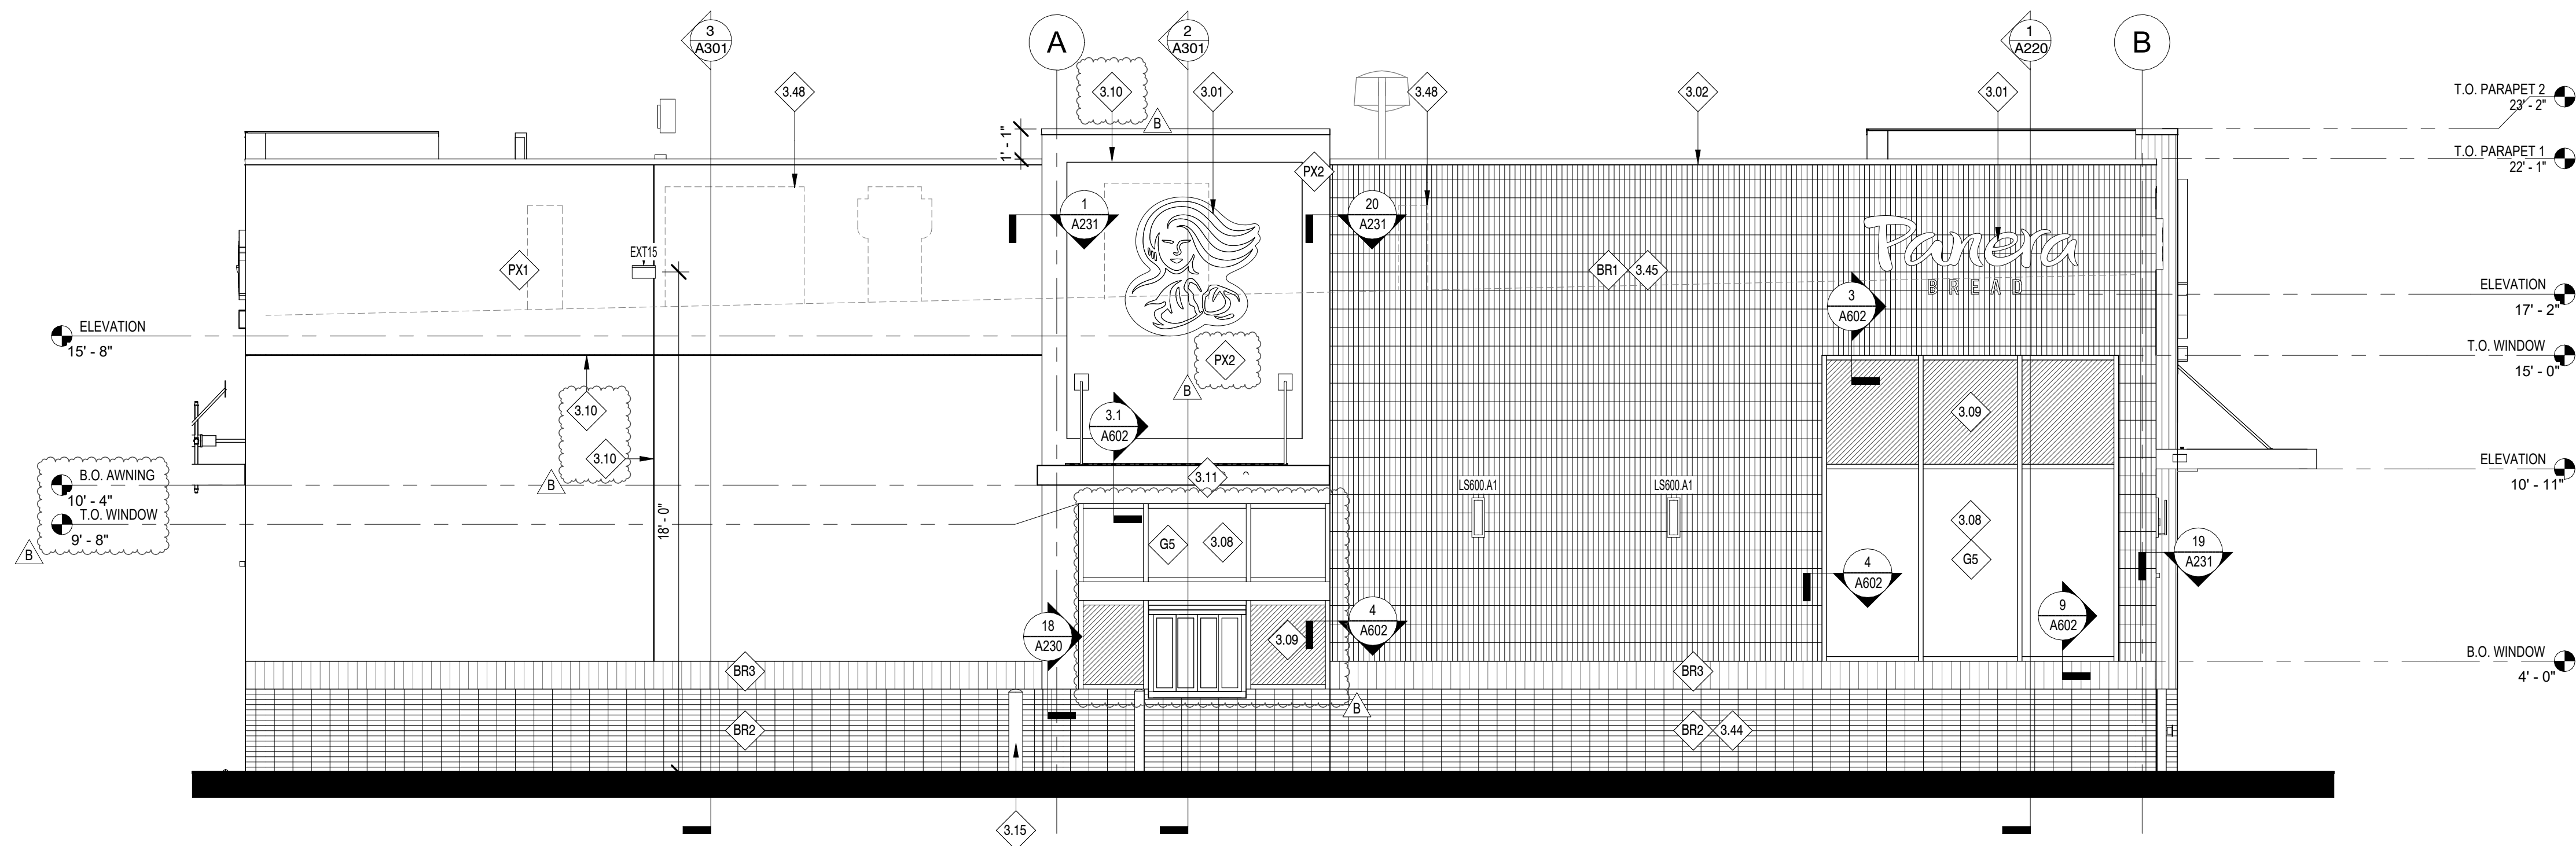 3
A301
A
2
A301
1
A220
B
3.48
3.10
B
3.01
3.48
3.02
3.01
T.O. PARAPET 2
23' - 2"
1' - 1"
T.O. PARAPET 1
22' - 1"
PX2
1
A231
20
A231
EXT15
PX1
BR1
3.45
Panera
BREAD
ELEVATION
17' - 2"
3
A602
ELEVATION
15' - 8"
T.O. WINDOW
15' - 0"
PX2
B
3.10
3.10
B
3.1
A602
3.09
B.O. AWNING
10' - 4"
T.O. WINDOW
9' - 8"
B
3.11
LS600.A1
LS600.A1
ELEVATION
10' - 11"
18' - 0"
G5
3.08
3.08
G5
4
A602
19
A231
18
A230
3.09
4
A602
9
A602
BR3
BR3
B.O. WINDOW
4' - 0"
B
BR2
BR2
3.44
3.15